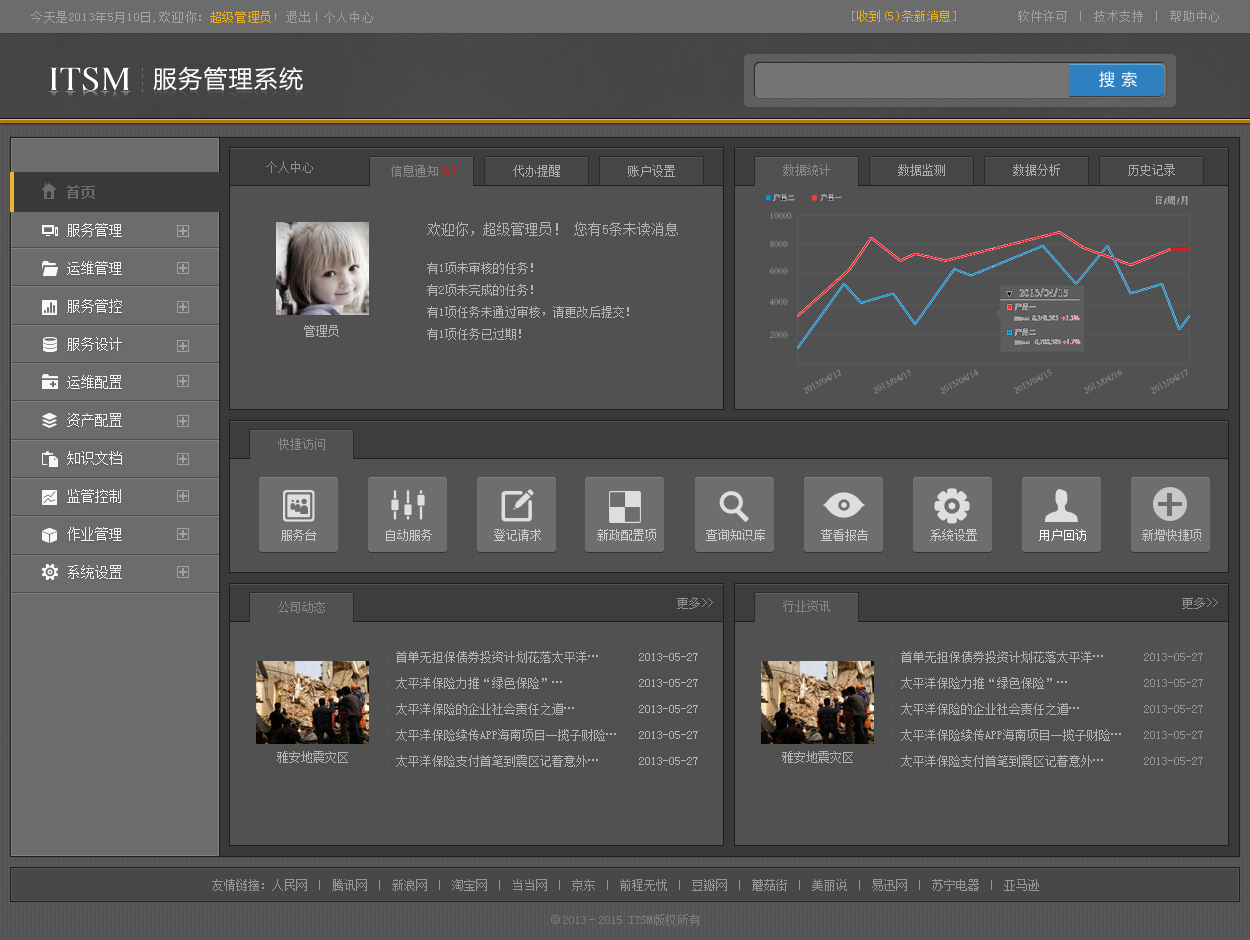 今天是2013年5月10日,欢迎你：超级管理员！ 退出 | 个人中心
[收到(5)条新消息]
软件许可 | 技术支持 | 帮助中心
ITSM 服务管理系统
搜 索
首页
服务管理
运维管理
服务管控
服务设计
运维配置
资产配置
知识文档
监管控制
作业管理
系统设置
个人中心 信息通知 代办提醒 账户设置
欢迎你，超级管理员！ 您有5条未读消息
有1项未审核的任务！
有2项未完成的任务！
有1项任务未通过审核，请更改后提交！
有1项任务已过期！
管理员
数据统计 数据监测 数据分析 历史记录
产品二 产品一
日/周/月
10000
8000
6000
4000
2000
2013/04/13
产品一
产品二
2013/04/12 2013/04/13 2013/04/14 2013/04/15 2013/04/16 2013/04/17
快捷访问
服务台 自动服务 登记请求 新政配置项 查询知识库 查看报告 系统设置 用户回访 新增快捷项
公司动态
更多>>
雅安地震灾区
首单无担保债券投资计划花落太平洋… 2013-05-27
太平洋保险力推“绿色保险”… 2013-05-27
太平洋保险的企业社会责任之道… 2013-05-27
太平洋保险续传APP海南项目一揽子财险… 2013-05-27
太平洋保险支付首笔到震区记着意外… 2013-05-27
行业资讯
更多>>
雅安地震灾区
首单无担保债券投资计划花落太平洋… 2013-05-27
太平洋保险力推“绿色保险”… 2013-05-27
太平洋保险的企业社会责任之道… 2013-05-27
太平洋保险续传APP海南项目一揽子财险… 2013-05-27
太平洋保险支付首笔到震区记着意外… 2013-05-27
友情链接：人民网 | 腾讯网 | 新浪网 | 淘宝网 | 当当网 | 京东 | 前程无忧 | 豆瓣网 | 蘑菇街 | 美丽说 | 易迅网 | 苏宁电器 | 亚马逊
©2013-2015 ITSM版权所有